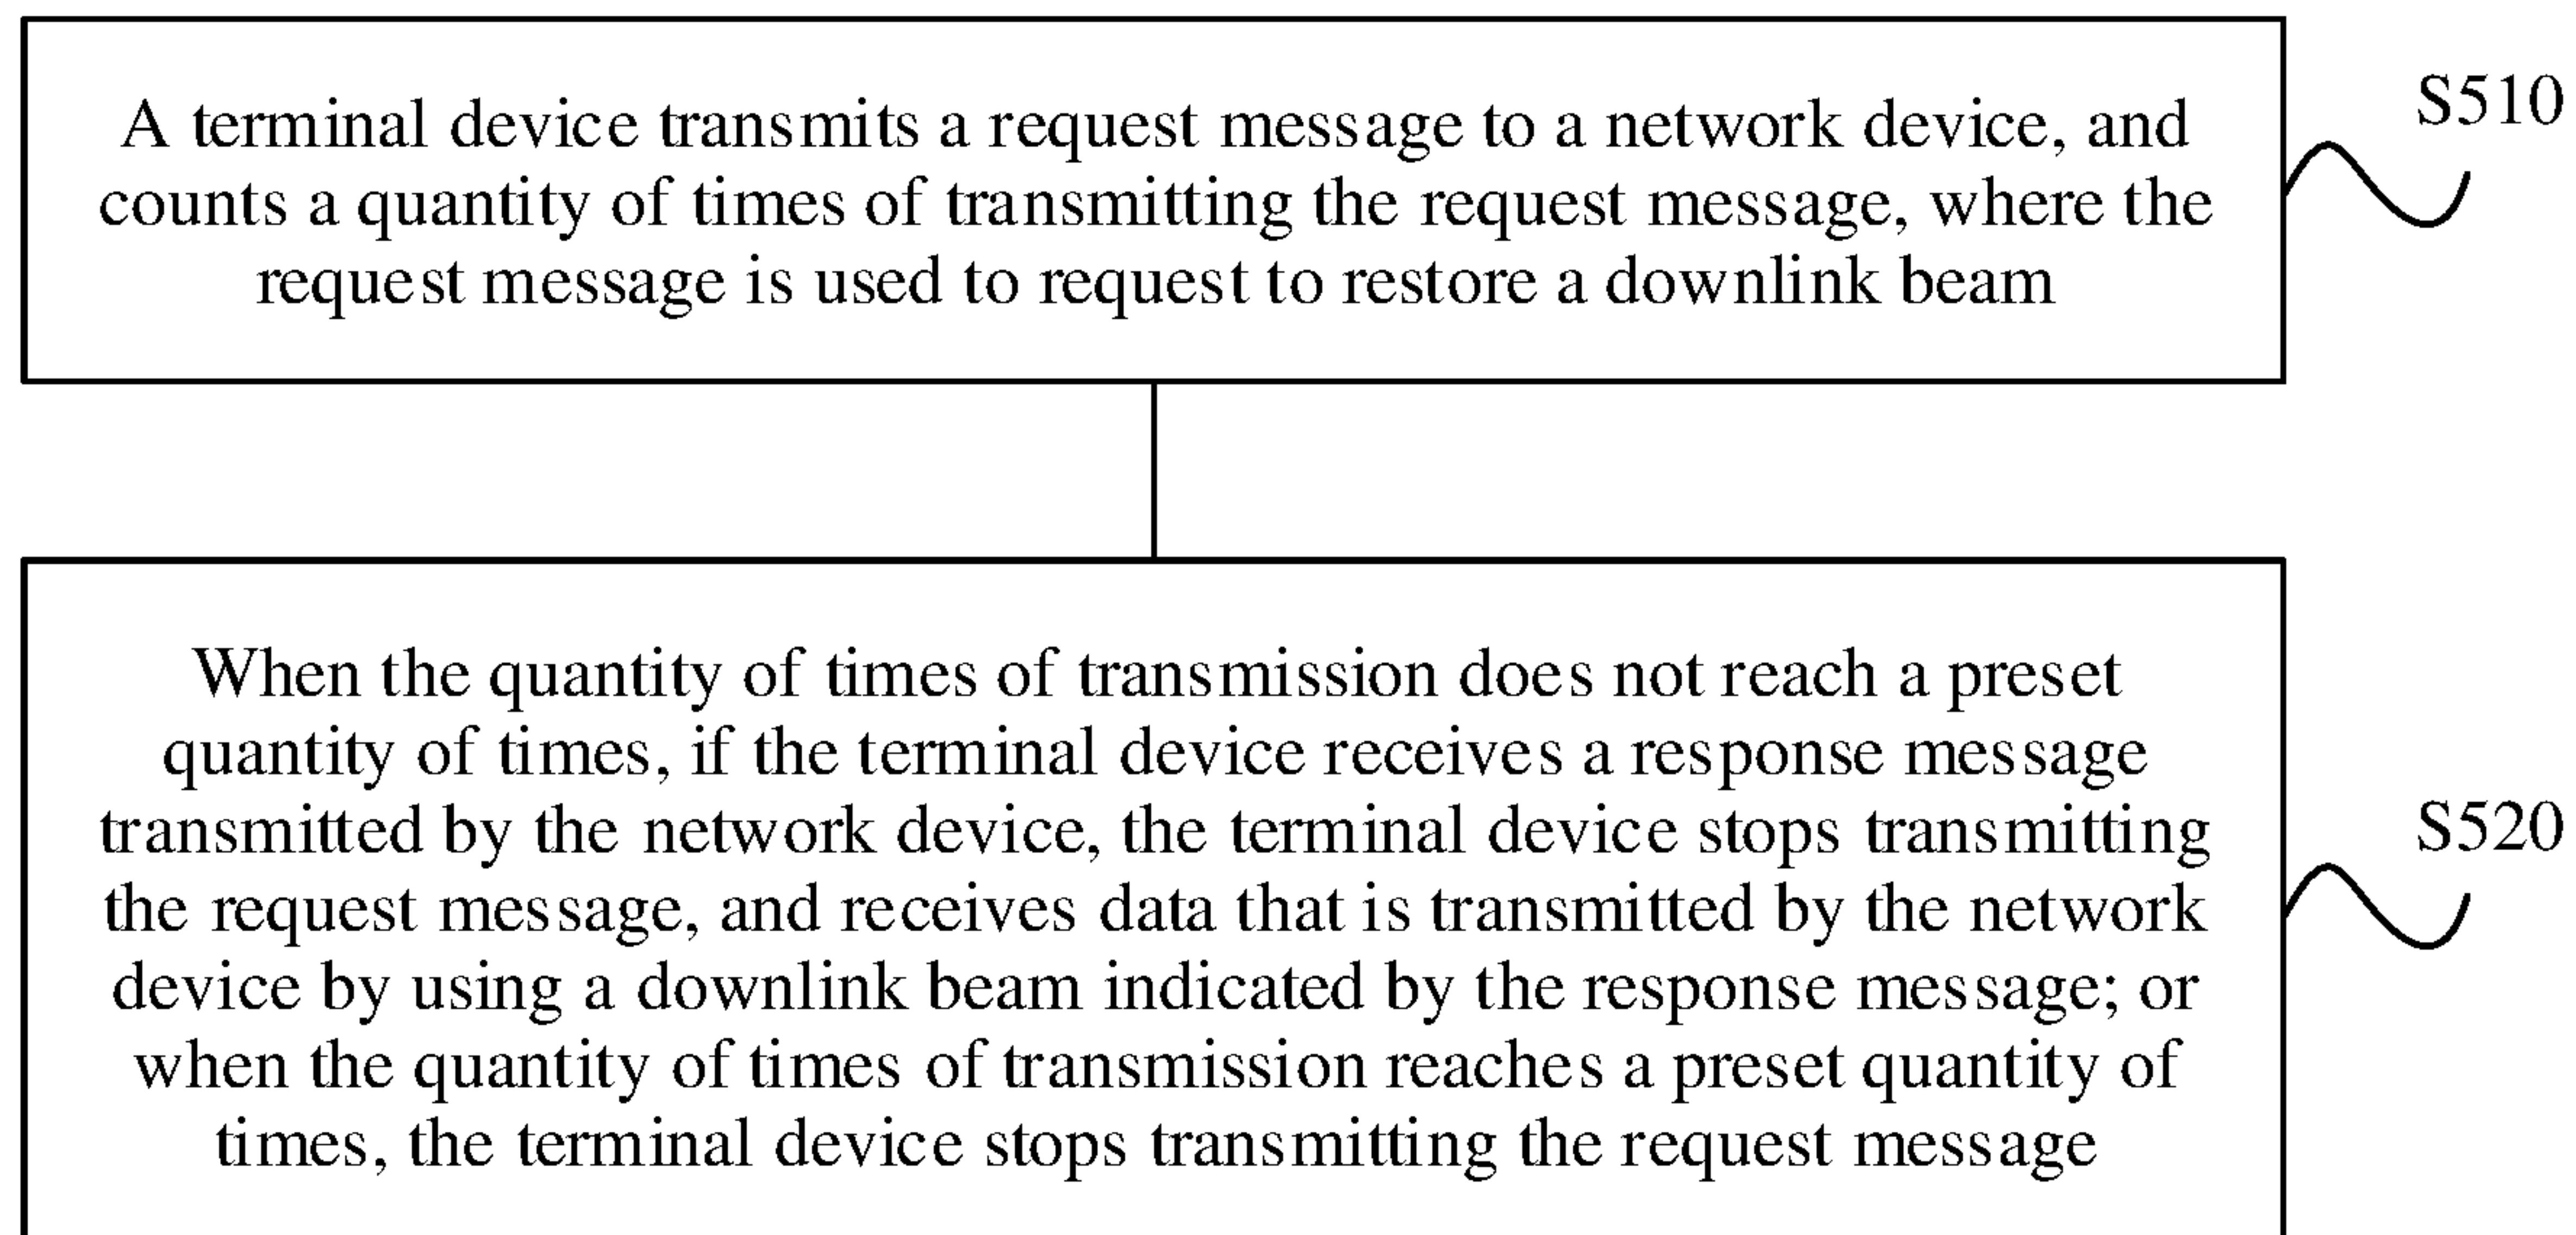 A terminal device transmits a request message to a network device, and
counts a quantity of times of transmitting the request message, where the
request message is used to request to restore a downlink beam
S510
When the quantity of times of transmission does not reach a preset
quantity of times, if the terminal device receives a response message
transmitted by the network device, the terminal device stops transmitting
the request message, and receives data that is transmitted by the network
device by using a downlink beam indicated by the response message; or
when the quantity of times of transmission reaches a preset quantity of
times, the terminal device stops transmitting the request message
S520